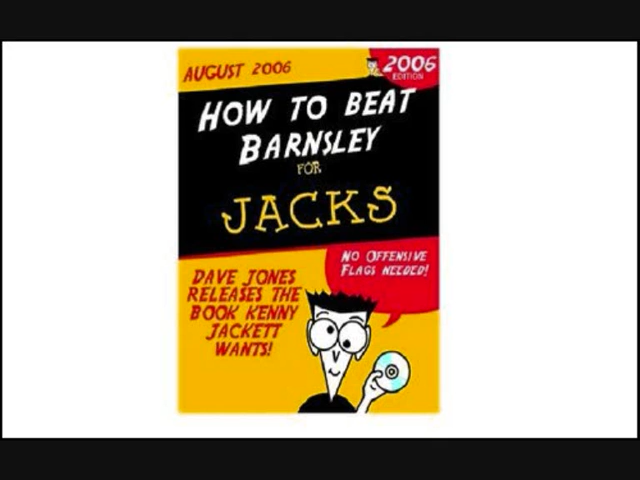 AUGUST 2006
2006
EDITION
HOW TO BEAT
BARNSLEY
FOR
JACKS
NO OFFENSIVE
FLAGS NEEDED!
DAVE JONES
RELEASES THE
BOOK KENNY
JACKETT
WANTS!